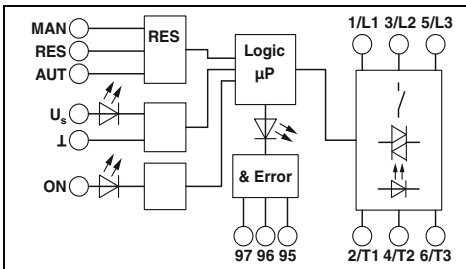 MAN
RES
AUT
RES
Us
⊥
ON
Logic
µP
& Error
97 96 95
1/L1 3/L2 5/L3
2/T1 4/T2 6/T3